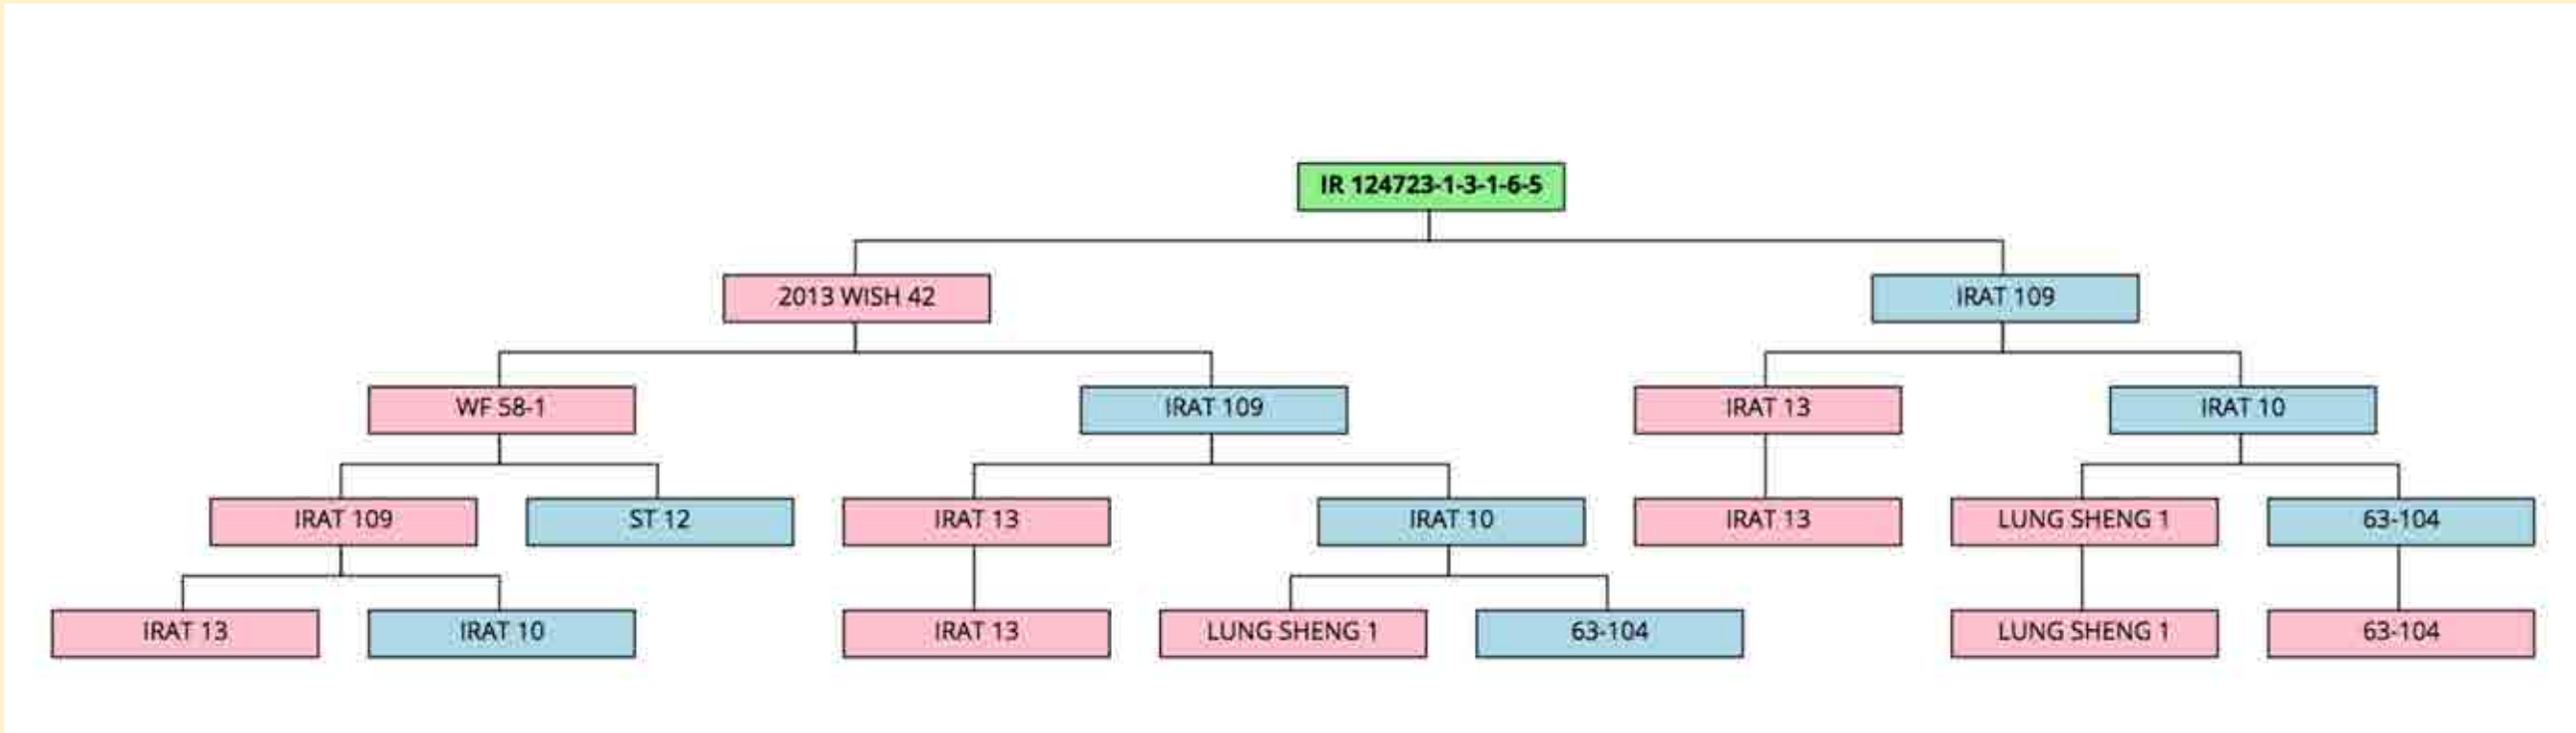 IR 124723-1-3-1-6-5
2013 WISH 42
IRAT 109
WF 58-1
IRAT 109
IRAT 13
IRAT 10
IRAT 109
ST 12
IRAT 13
IRAT 10
IRAT 13
LUNG SHENG 1
63-104
IRAT 13
IRAT 10
IRAT 13
LUNG SHENG 1
63-104
LUNG SHENG 1
63-104